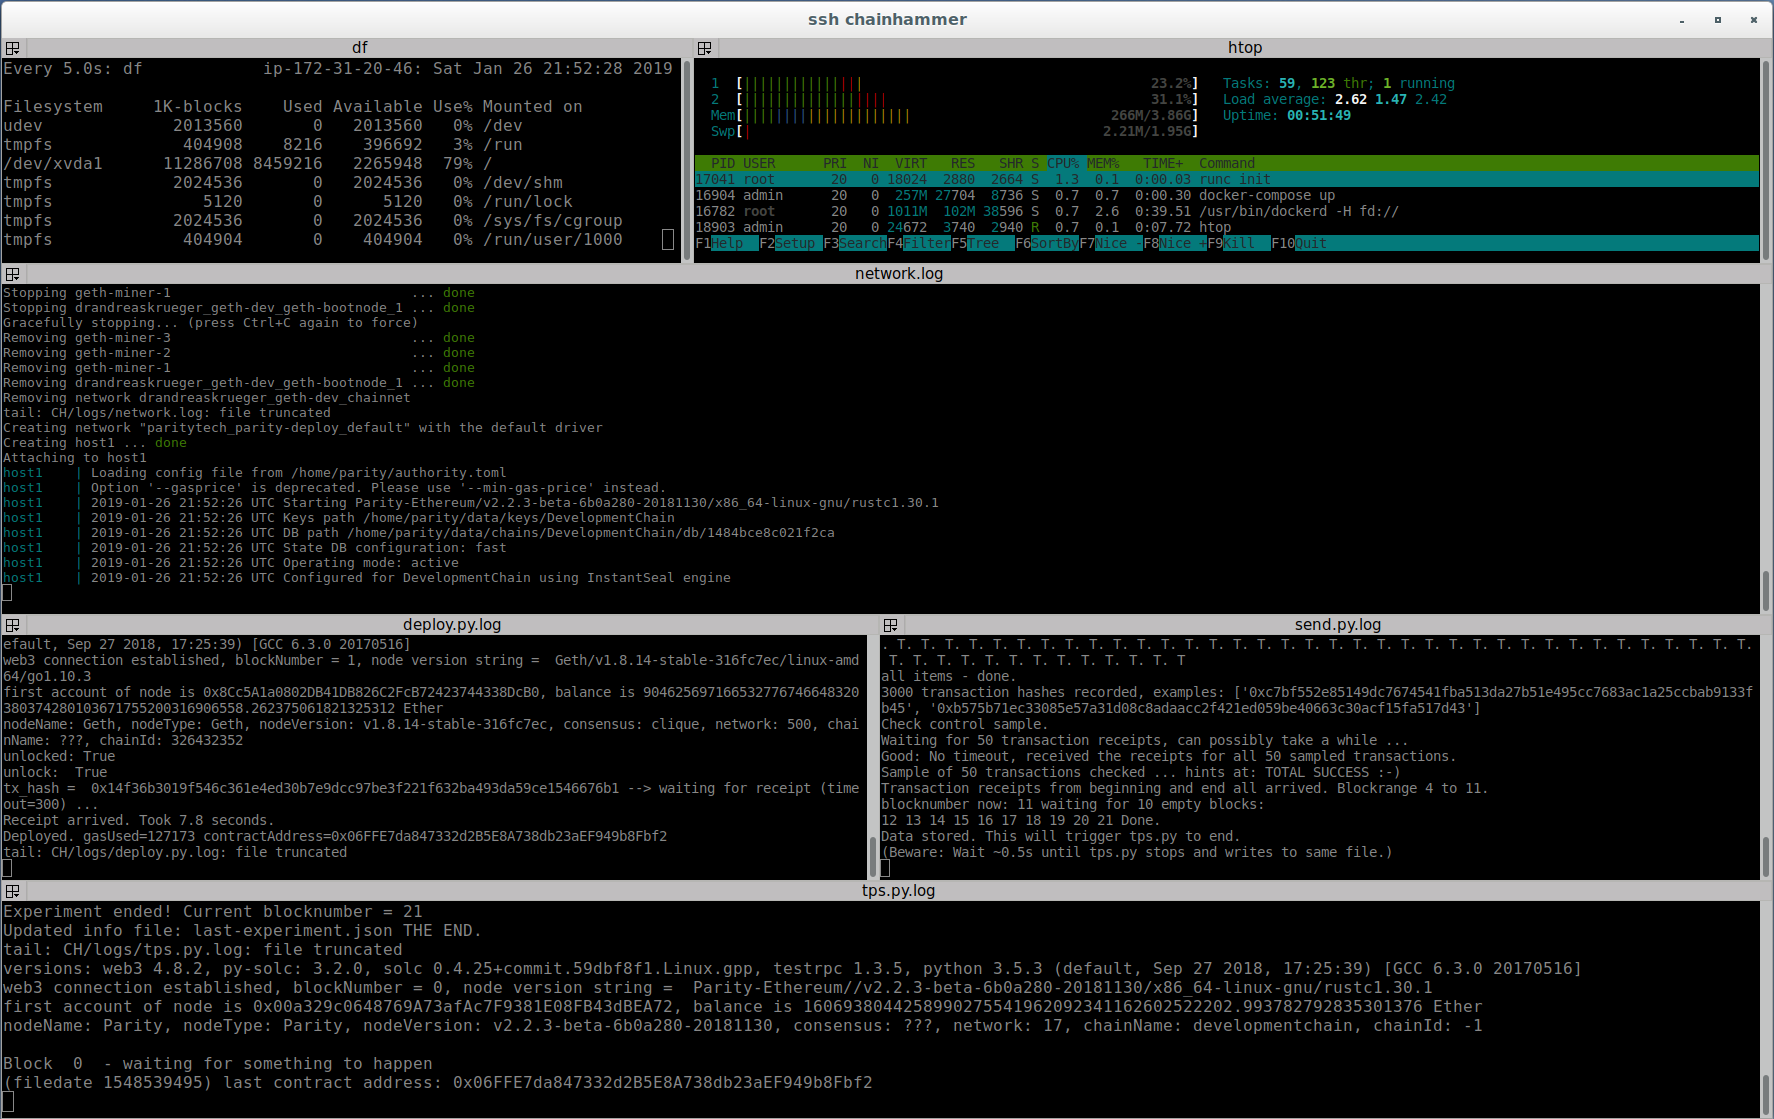 ssh chainhammer
df
Every 5.0s: df ip-172-31-20-46: Sat Jan 26 21:52:28 2019
Filesystem 1K-blocks Used Available Use% Mounted on
udev 2013560 0 2013560 0% /dev
tmpfs 404908 8216 396692 3% /run
/dev/xvda1 11286708 8459216 2265948 79% /
tmpfs 2024536 0 2024536 0% /dev/shm
tmpfs 5120 0 5120 0% /run/lock
tmpfs 2024536 0 2024536 0% /sys/fs/cgroup
tmpfs 404904 0 404904 0% /run/user/1000
htop
1 [||||||||||||||| 23.2%] Tasks: 59, 123 thr; 1 running
2 [|||||||||||||||||| 31.1%] Load average: 2.62 1.47 2.42
Mem[||||||||||||||||||||| 266M/3.86G] Uptime: 00:51:49
Swp[| 2.21M/1.95G]
PID USER PRI NI VIRT RES SHR S CPU% MEM% TIME+ Command
17041 root 20 0 18024 2880 2664 S 1.3 0.1 0:00.03 runc init
16904 admin 20 0 257M 27704 8736 S 0.7 0.7 0:00.30 docker-compose up
16782 root 20 0 1011M 102M 38596 S 0.7 2.6 0:39.51 /usr/bin/dockerd -H fd://
18903 admin 20 0 24672 3740 2940 R 0.7 0.1 0:07.72 htop
F1Help F2Setup F3SearchF4FilterF5Tree F6SortByF7Nice -F8Nice +F9Kill F10Quit
network.log
Stopping geth-miner-1 ... done
Stopping drandreaskrueger_geth-dev_geth-bootnode_1 ... done
Gracefully stopping... (press Ctrl+C again to force)
Removing geth-miner-3 ... done
Removing geth-miner-2 ... done
Removing geth-miner-1 ... done
Removing drandreaskrueger_geth-dev_geth-bootnode_1 ... done
Removing network drandreaskrueger_geth-dev_chainnet
tail: CH/logs/network.log: file truncated
Creating network "paritytech_parity-deploy_default" with the default driver
Creating host1 ... done
Attaching to host1
host1 | Loading config file from /home/parity/authority.toml
host1 | Option '--gasprice' is deprecated. Please use '--min-gas-price' instead.
host1 | 2019-01-26 21:52:26 UTC Starting Parity-Ethereum/v2.2.3-beta-6b0a280-20181130/x86_64-linux-gnu/rustc1.30.1
host1 | 2019-01-26 21:52:26 UTC Keys path /home/parity/data/keys/DevelopmentChain
host1 | 2019-01-26 21:52:26 UTC DB path /home/parity/data/chains/DevelopmentChain/db/1484bce8c021f2ca
host1 | 2019-01-26 21:52:26 UTC State DB configuration: fast
host1 | 2019-01-26 21:52:26 UTC Operating mode: active
host1 | 2019-01-26 21:52:26 UTC Configured for DevelopmentChain using InstantSeal engine
deploy.py.log
efault, Sep 27 2018, 17:25:39) [GCC 6.3.0 20170516]
web3 connection established, blockNumber = 1, node version string = Geth/v1.8.14-stable-316fc7ec/linux-amd
64/go1.10.3
first account of node is 0x8Cc5A1a0802DB41DB826C2FcB72423744338DcB0, balance is 904625697166532776746648320
380374280103671755200316906558.262375061821325312 Ether
nodeName: Geth, nodeType: Geth, nodeVersion: v1.8.14-stable-316fc7ec, consensus: clique, network: 500, chai
nName: ???, chainId: 326432352
unlocked: True
unlock: True
tx_hash = 0x14f36b3019f546c361e4ed30b7e9dcc97be3f221f632ba493da59ce1546676b1 --> waiting for receipt (time
out=300) ...
Receipt arrived. Took 7.8 seconds.
Deployed. gasUsed=127173 contractAddress=0x06FFE7da847332d2B5E8A738db23aEF949b8Fbf2
tail: CH/logs/deploy.py.log: file truncated
send.py.log
. T. T. T. T. T. T. T. T. T. T. T. T. T. T. T. T. T. T. T. T. T. T. T. T. T. T. T. T. T. T. T. T. T. T. T. T.
T. T. T. T. T. T. T. T. T. T. T. T. T
all items - done.
3000 transaction hashes recorded, examples: ['0xc7bf552e85149dc7674541fba513da27b51e495cc7683ac1a25ccbab9133f
b45', '0xb575b71ec33085e57a31d08c8adaacc2f421ed059be40663c30acf15fa517d43']
Check control sample.
Waiting for 50 transaction receipts, can possibly take a while ...
Good: No timeout, received the receipts for all 50 sampled transactions.
Sample of 50 transactions checked ... hints at: TOTAL SUCCESS :-)
Transaction receipts from beginning and end all arrived. Blockrange 4 to 11.
blocknumber now: 11 waiting for 10 empty blocks:
12 13 14 15 16 17 18 19 20 21 Done.
Data stored. This will trigger tps.py to end.
(Beware: Wait ~0.5s until tps.py stops and writes to same file.)
tps.py.log
Experiment ended! Current blocknumber = 21
Updated info file: last-experiment.json THE END.
tail: CH/logs/tps.py.log: file truncated
versions: web3 4.8.2, py-solc: 3.2.0, solc 0.4.25+commit.59dbf8f1.Linux.gpp, testrpc 1.3.5, python 3.5.3 (default, Sep 27 2018, 17:25:39) [GCC 6.3.0 20170516]
web3 connection established, blockNumber = 0, node version string = Parity-Ethereum//v2.2.3-beta-6b0a280-20181130/x86_64-linux-gnu/rustc1.30.1
first account of node is 0x00a329c0648769A73afAc7F9381E08FB43dBEA72, balance is 1606938044258990275541962092341162602522202.993782792835301376 Ether
nodeName: Parity, nodeType: Parity, nodeVersion: v2.2.3-beta-6b0a280-20181130, consensus: ???, network: 17, chainName: developmentchain, chainId: -1
Block 0 - waiting for something to happen
(filedate 1548539495) last contract address: 0x06FFE7da847332d2B5E8A738db23aEF949b8Fbf2